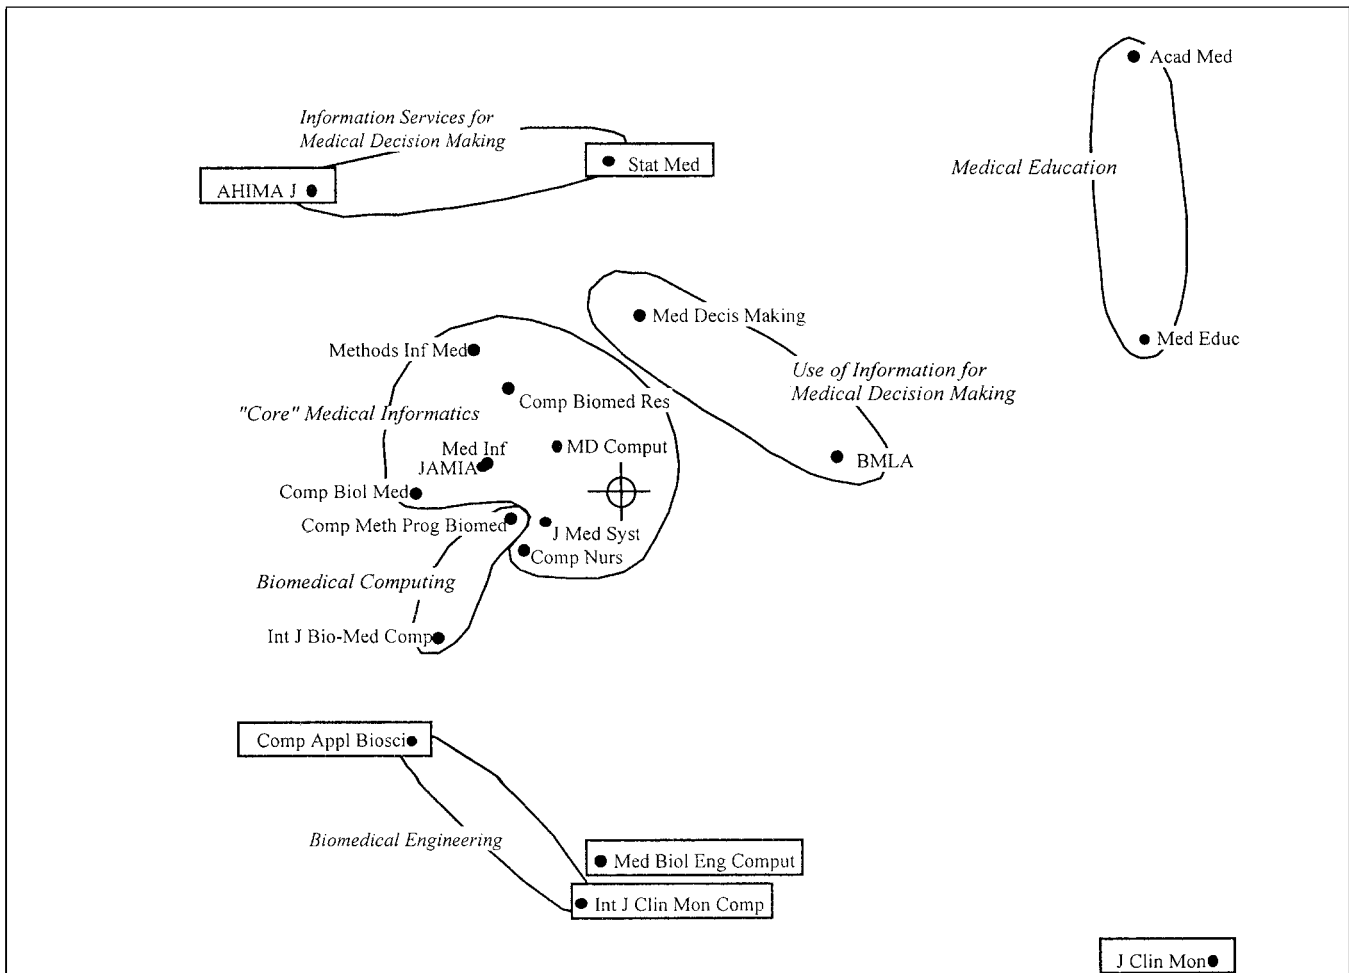 Acad Med
Information Services for
Medical Decision Making
Stat Med
Medical Education
AHIMA J
Med Decis Making
Med Educ
Methods Inf Med
Use of Information for
Medical Decision Making
Comp Biomed Res
"Core" Medical Informatics
Med Inf
MD Comput
JAMIA
BMLA
Comp Biol Med
Comp Meth Prog Biomed
J Med Syst
Comp Nurs
Biomedical Computing
Int J Bio-Med Comp
Comp Appl Biosci
Biomedical Engineering
Med Biol Eng Comput
Int J Clin Mon Comp
J Clin Mon